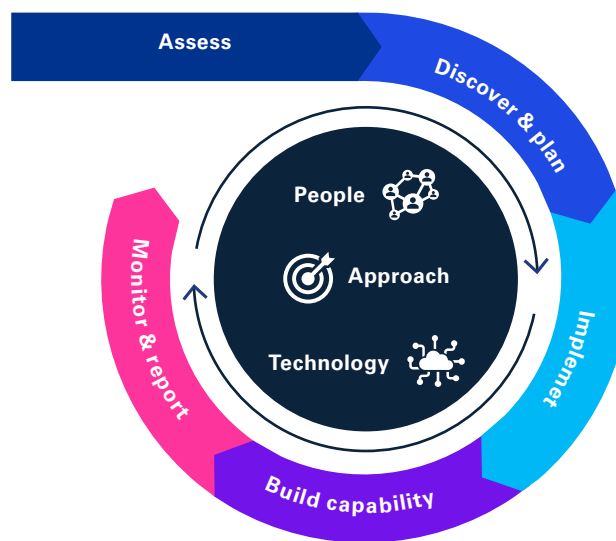 Assess
Discover & plan
Implemet
Build capability
Monitor & report
People
Approach
Technology